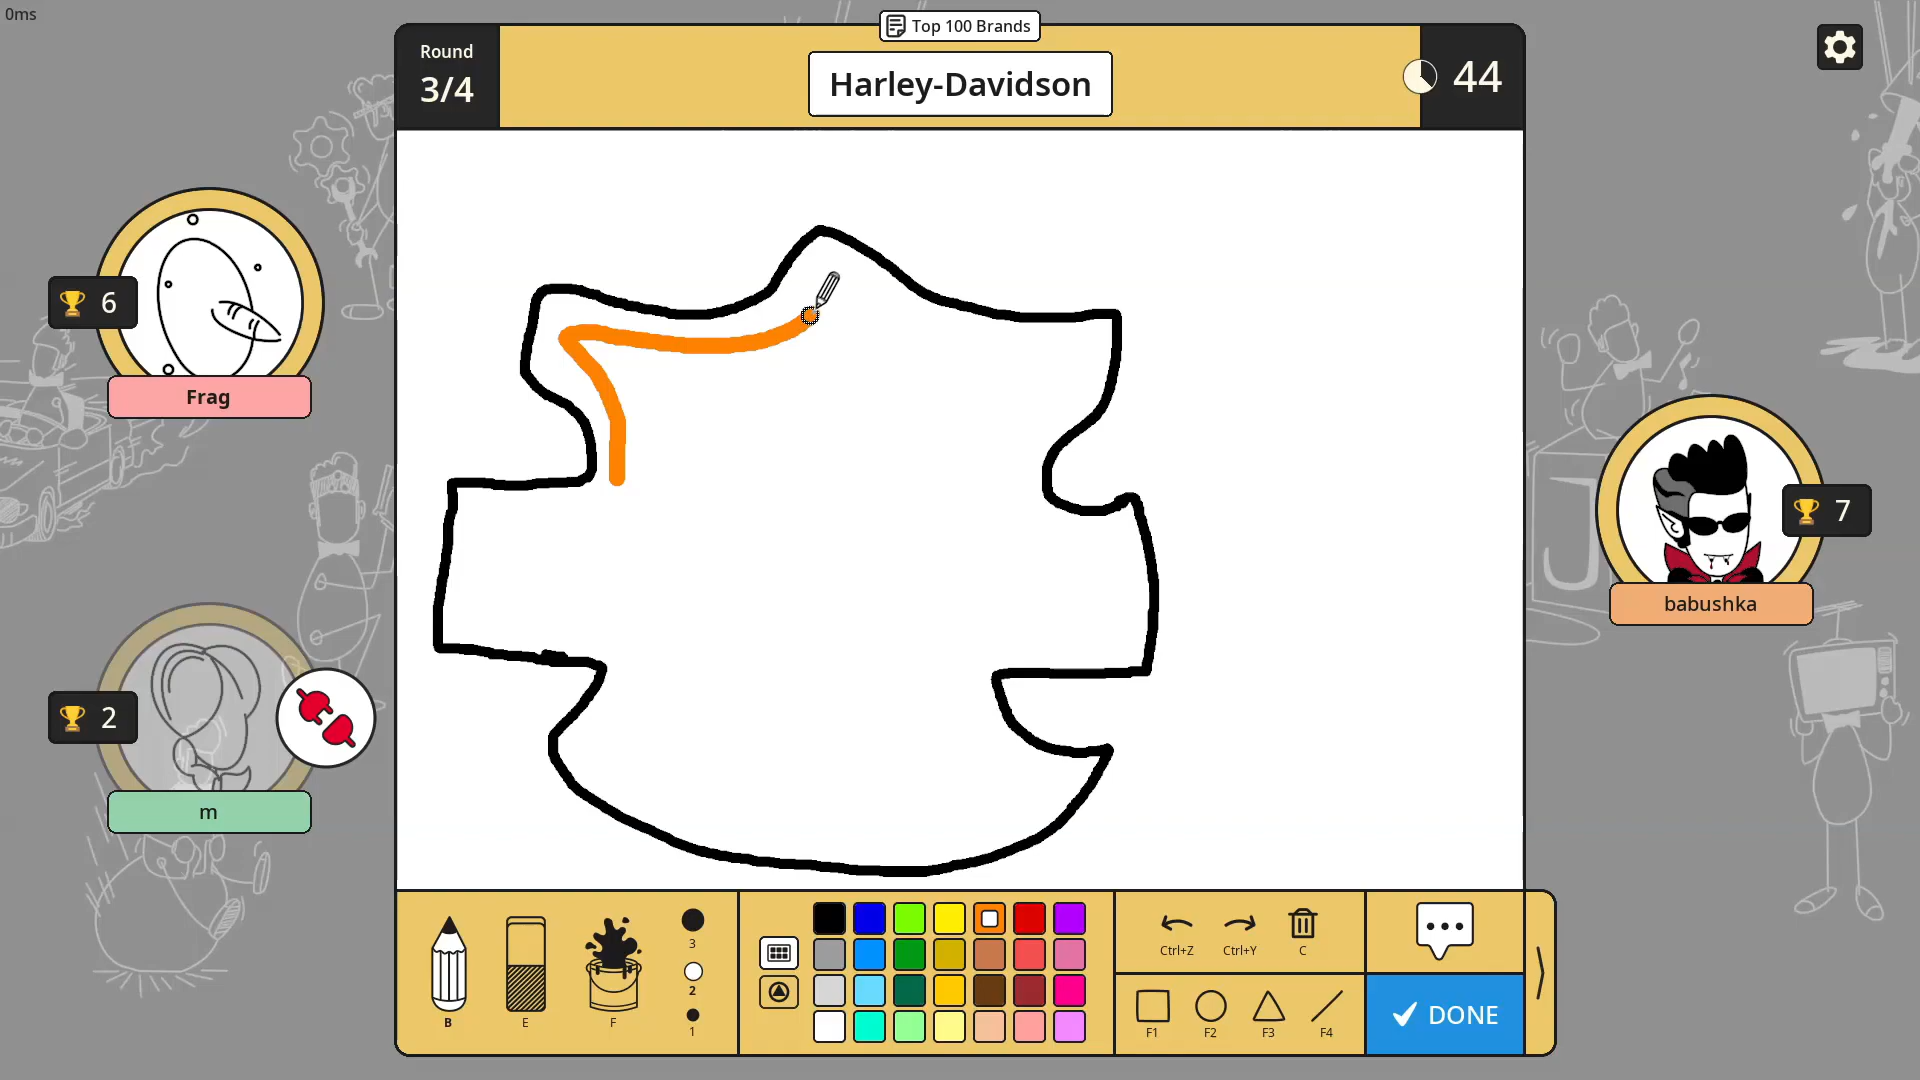 0ms
Top 100 Brands
Round
3/4
Harley-Davidson
44
6
Frag
7
babushka
2
m
J
B
E
F
3
2
1
Ctrl+Z
Ctrl+Y
C
F1
F2
F3
F4
DONE